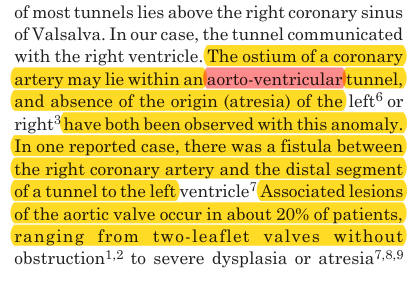 of most tunnels lies above the right coronary sinus
of Valsalva. In our case, the tunnel communicated
with the right ventricle. The ostium of a coronary
artery may lie within an aorto-ventricular tunnel,
and absence of the origin (atresia) of the left⁶ or
right³ have both been observed with this anomaly.
In one reported case, there was a fistula between
the right coronary artery and the distal segment
of a tunnel to the left ventricle⁷ Associated lesions
of the aortic valve occur in about 20% of patients,
ranging from two-leaflet valves without
obstruction¹,² to severe dysplasia or atresia⁷,⁸,⁹